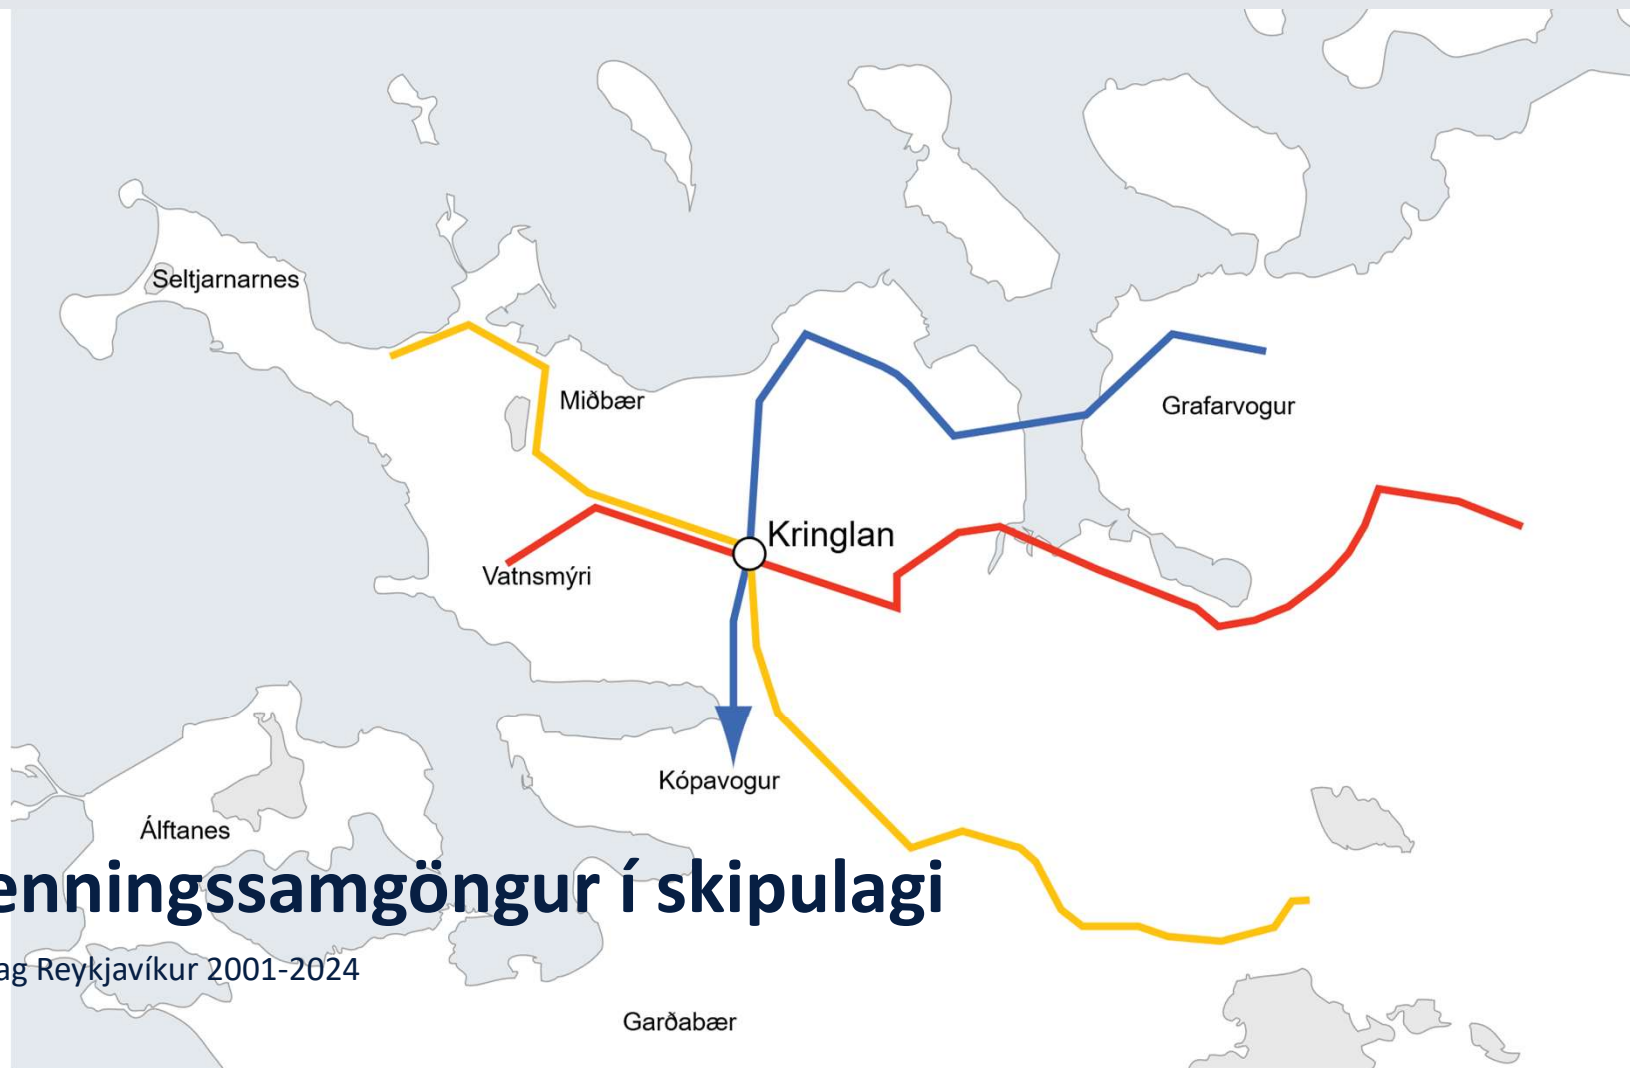 Seltjarnarnes
Miðbær
Grafarvogur
Kringlan
Vatnsmýri
Kópavogur
Álftanes
enningssamgöngur í skipulagi
ag Reykjavíkur 2001-2024
Garðabær